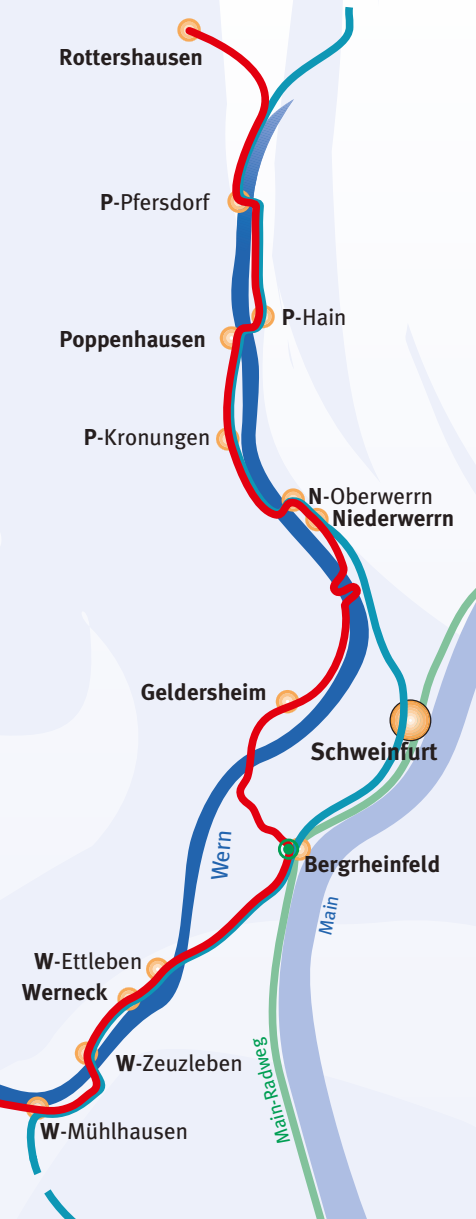 Rottershausen
P-Pfersdorf
P-Hain
Poppenhausen
P-Kronungen
N-Oberwerrn
Niederwerrn
Geldersheim
Schweinfurt
Wern
Bergrheinfeld
Main
W-Ettleben
Werneck
Main-Radweg
W-Zeuzleben
W-Mühlhausen